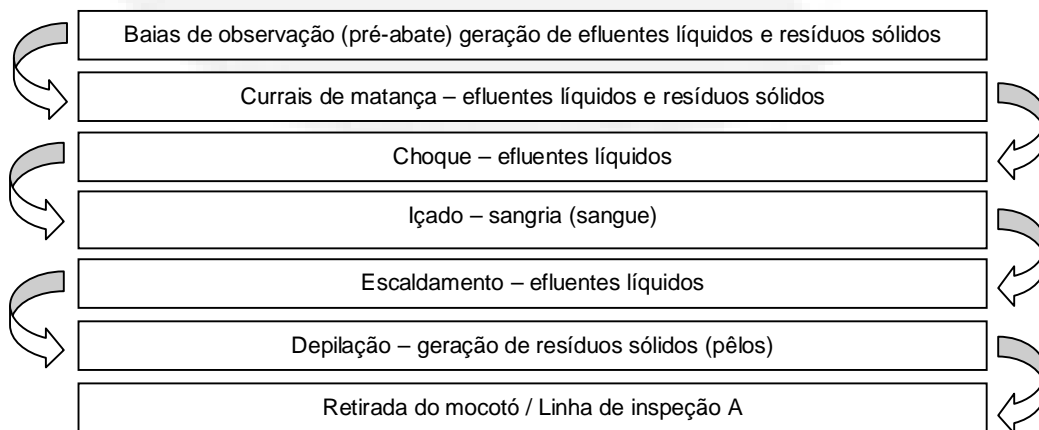 Baias de observação (pré-abate) geração de efluentes líquidos e resíduos sólidos
Currais de matança – efluentes líquidos e resíduos sólidos
Choque – efluentes líquidos
Içado – sangria (sangue)
Escaldamento – efluentes líquidos
Depilação – geração de resíduos sólidos (pêlos)
Retirada do mocotó / Linha de inspeção A